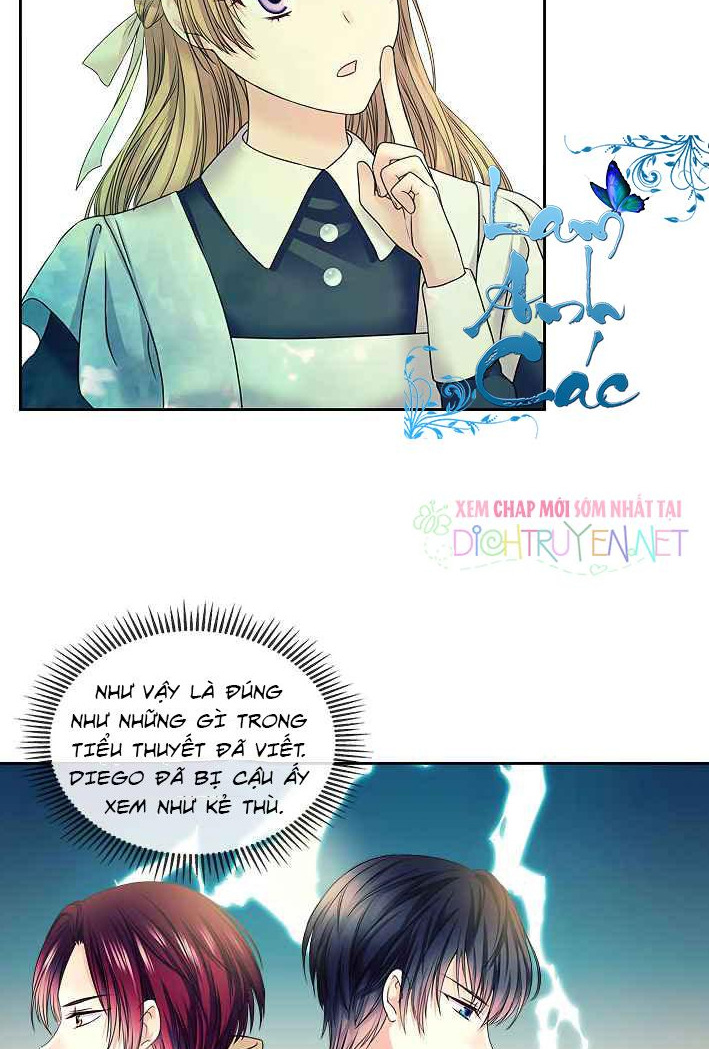 Lam
Anh
Các
XEM CHAP MỚI SỚM NHẤT TẠI
DICHTRUYEN.NET
NHƯ VẬY LÀ ĐÚNG
NHƯ NHỮNG GÌ TRONG
TIỂU THUYẾT ĐÃ VIẾT.
DIEGO ĐÃ BỊ CẬU ẤY
XEM NHƯ KẺ THÙ.